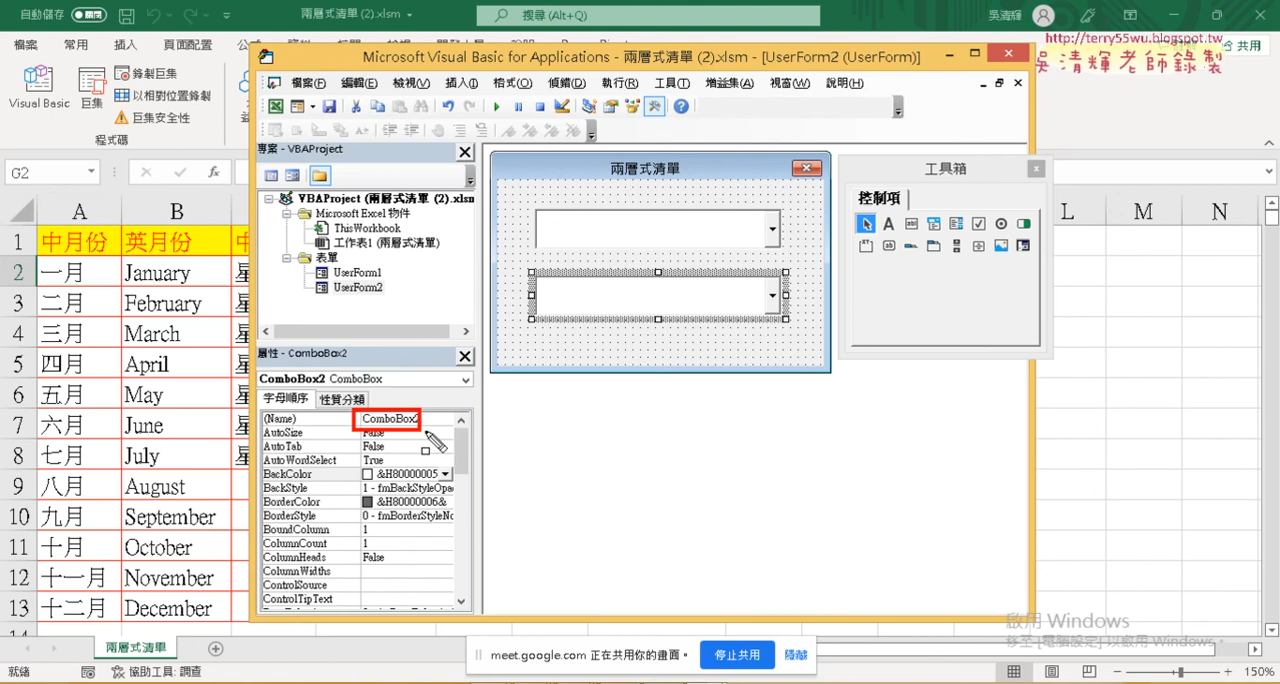 自動儲存
兩層式清單 (2).xlsm
搜尋 (Alt+Q)
吳清輝
http://terry55wu.blogspot.tw
吳清輝老師錄製
檔案 常用 插入 頁面配置
共用
Visual Basic 巨集
錄製巨集
以相對位置錄製
巨集安全性
程式碼
Microsoft Visual Basic for Applications - 兩層式清單 (2).xlsm - [UserForm2 (UserForm)]
檔案(F) 編輯(E) 檢視(V) 插入(I) 格式(O) 偵錯(D) 執行(R) 工具(T) 增益集(A) 視窗(W) 說明(H)
專案 - VBAProject
VBAProject (兩層式清單 (2).xlsm
Microsoft Excel 物件
ThisWorkbook
工作表1 (兩層式清單)
表單
UserForm1
UserForm2
屬性 - ComboBox2
ComboBox2 ComboBox
字母順序 性質分類
(Name) ComboBox2
AutoSize False
AutoTab False
AutoWordSelect True
BackColor &H80000005
BackStyle 1 - fmBackStyleOpa
BorderColor &H80000006&
BorderStyle 0 - fmBorderStyleNo
BoundColumn 1
ColumnCount 1
ColumnHeads False
ColumnWidths
ControlSource
ControlTipText
兩層式清單
工具箱
控制項
G2
fx
A B L M N
1 中月份 英月份
2 一月 January
3 二月 February
4 三月 March
5 四月 April
6 五月 May
7 六月 June
8 七月 July
9 八月 August
10 九月 September
11 十月 October
12 十一月 November
13 十二月 December
兩層式清單
meet.google.com 正在共用你的畫面。 停止共用 隱藏
啟用 Windows
移至 [電腦設定] 以啟用 Windows。
就緒 協助工具: 調查
150%